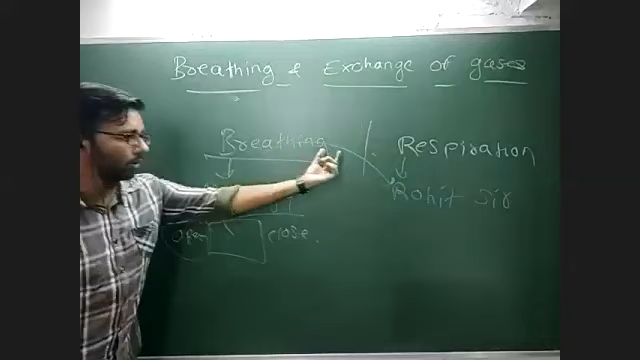 Breathing & Exchange of gases
Breathing | Respiration
Rohit Sir
Open close.